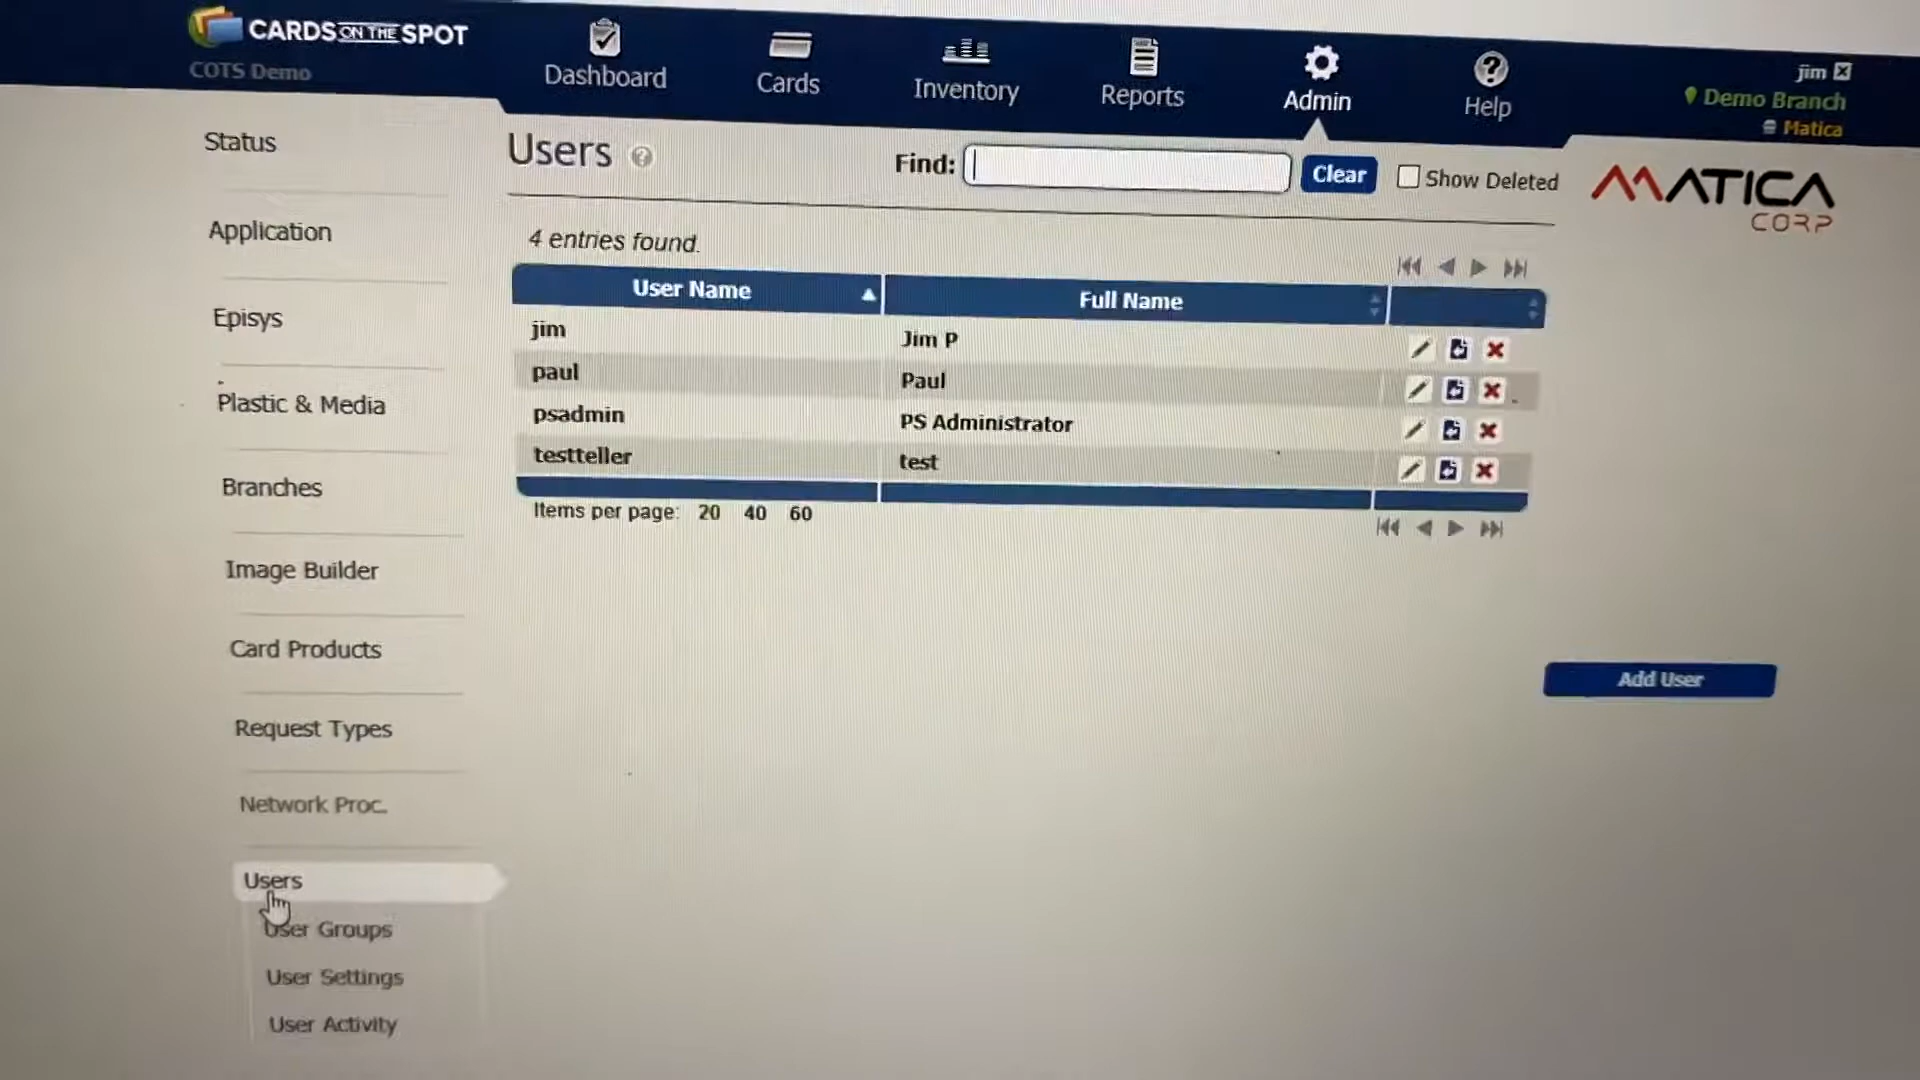 CARDS ON THE SPOT
COTS Demo
Dashboard
Cards
Inventory
Reports
Admin
Help
jim
Demo Branch
Matica
Status
Application
Episys
Plastic & Media
Branches
Image Builder
Card Products
Request Types
Network Proc.
Users
User Groups
User Settings
User Activity
Users
Find:
Clear
Show Deleted
MATICA
CORP
4 entries found.
User Name Full Name
jim Jim P
paul Paul
psadmin PS Administrator
testteller test
Items per page: 20 40 60
Add User